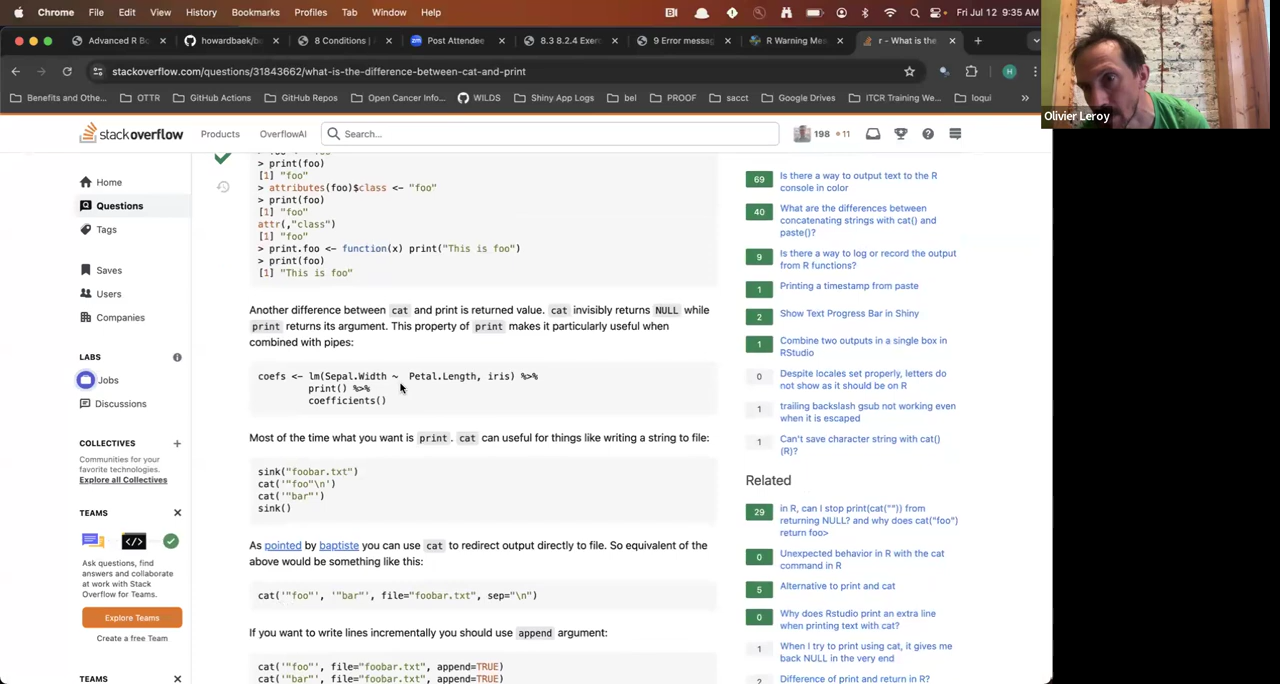 Chrome File Edit View History Bookmarks Profiles Tab Window Help Fri Jul 12 9:35 AM
Advanced R Bo howardbaek/b 8 Conditions | Post Attendee 8.3 8.2.4 Exer 9 Error messag R Warning Me r - What is the
stackoverflow.com/questions/31843662/what-is-the-difference-between-cat-and-print
Benefits and Othe... OTTR GitHub Actions GitHub Repos Open Cancer Info... WILDS Shiny App Logs bel PROOF sacct Google Drives ITCR Training We... loqui »
Olivier Leroy
stackoverflow Products OverflowAI Search... 198 11
Home
Questions
Tags
Saves
Users
Companies
LABS
Jobs
Discussions
COLLECTIVES
Communities for your
favorite technologies.
Explore all Collectives
TEAMS
Ask questions, find
answers and collaborate
at work with Stack
Overflow for Teams.
Explore Teams
Create a free Team
TEAMS
> print(foo)
[1] "foo"
> attributes(foo)$class <- "foo"
> print(foo)
[1] "foo"
attr(,"class")
[1] "foo"
> print.foo <- function(x) print("This is foo")
> print(foo)
[1] "This is foo"
Another difference between cat and print is returned value. cat invisibly returns NULL while
print returns its argument. This property of print makes it particularly useful when
combined with pipes:
coefs <- lm(Sepal.Width ~ Petal.Length, iris) %>%
print() %>%
coefficients()
Most of the time what you want is print. cat can useful for things like writing a string to file:
sink("foobar.txt")
cat('"foo"\n')
cat('"bar"')
sink()
As pointed by baptiste you can use cat to redirect output directly to file. So equivalent of the
above would be something like this:
cat('"foo"', '"bar"', file="foobar.txt", sep="\n")
If you want to write lines incrementally you should use append argument:
cat('"foo"', file="foobar.txt", append=TRUE)
cat('"bar"', file="foobar.txt", append=TRUE)
69 Is there a way to output text to the R
console in color
40 What are the differences between
concatenating strings with cat() and
paste()?
9 Is there a way to log or record the output
from R functions?
1 Printing a timestamp from paste
2 Show Text Progress Bar in Shiny
1 Combine two outputs in a single box in
RStudio
0 Despite locales set properly, letters do
not show as it should be on R
1 trailing backslash gsub not working even
when it is escaped
1 Can't save character string with cat()
(R)?
Related
29 in R, can I stop print(cat("")) from
returning NULL? and why does cat("foo")
return foo>
0 Unexpected behavior in R with the cat
command in R
5 Alternative to print and cat
0 Why does Rstudio print an extra line
when printing text with cat?
1 When I try to print using cat, it gives me
back NULL in the very end
2 Difference of print and return in R?